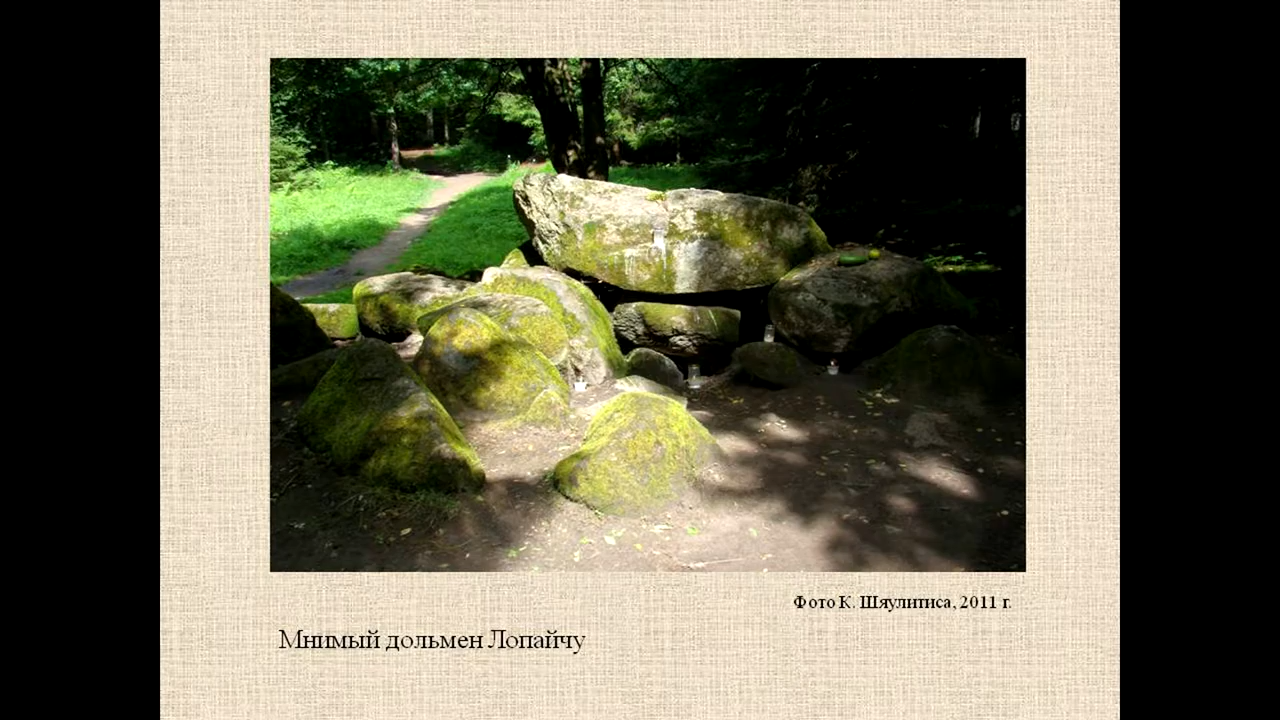 Фото К. Шяулитиса, 2011 г.
Мнимый дольмен Лопайчу